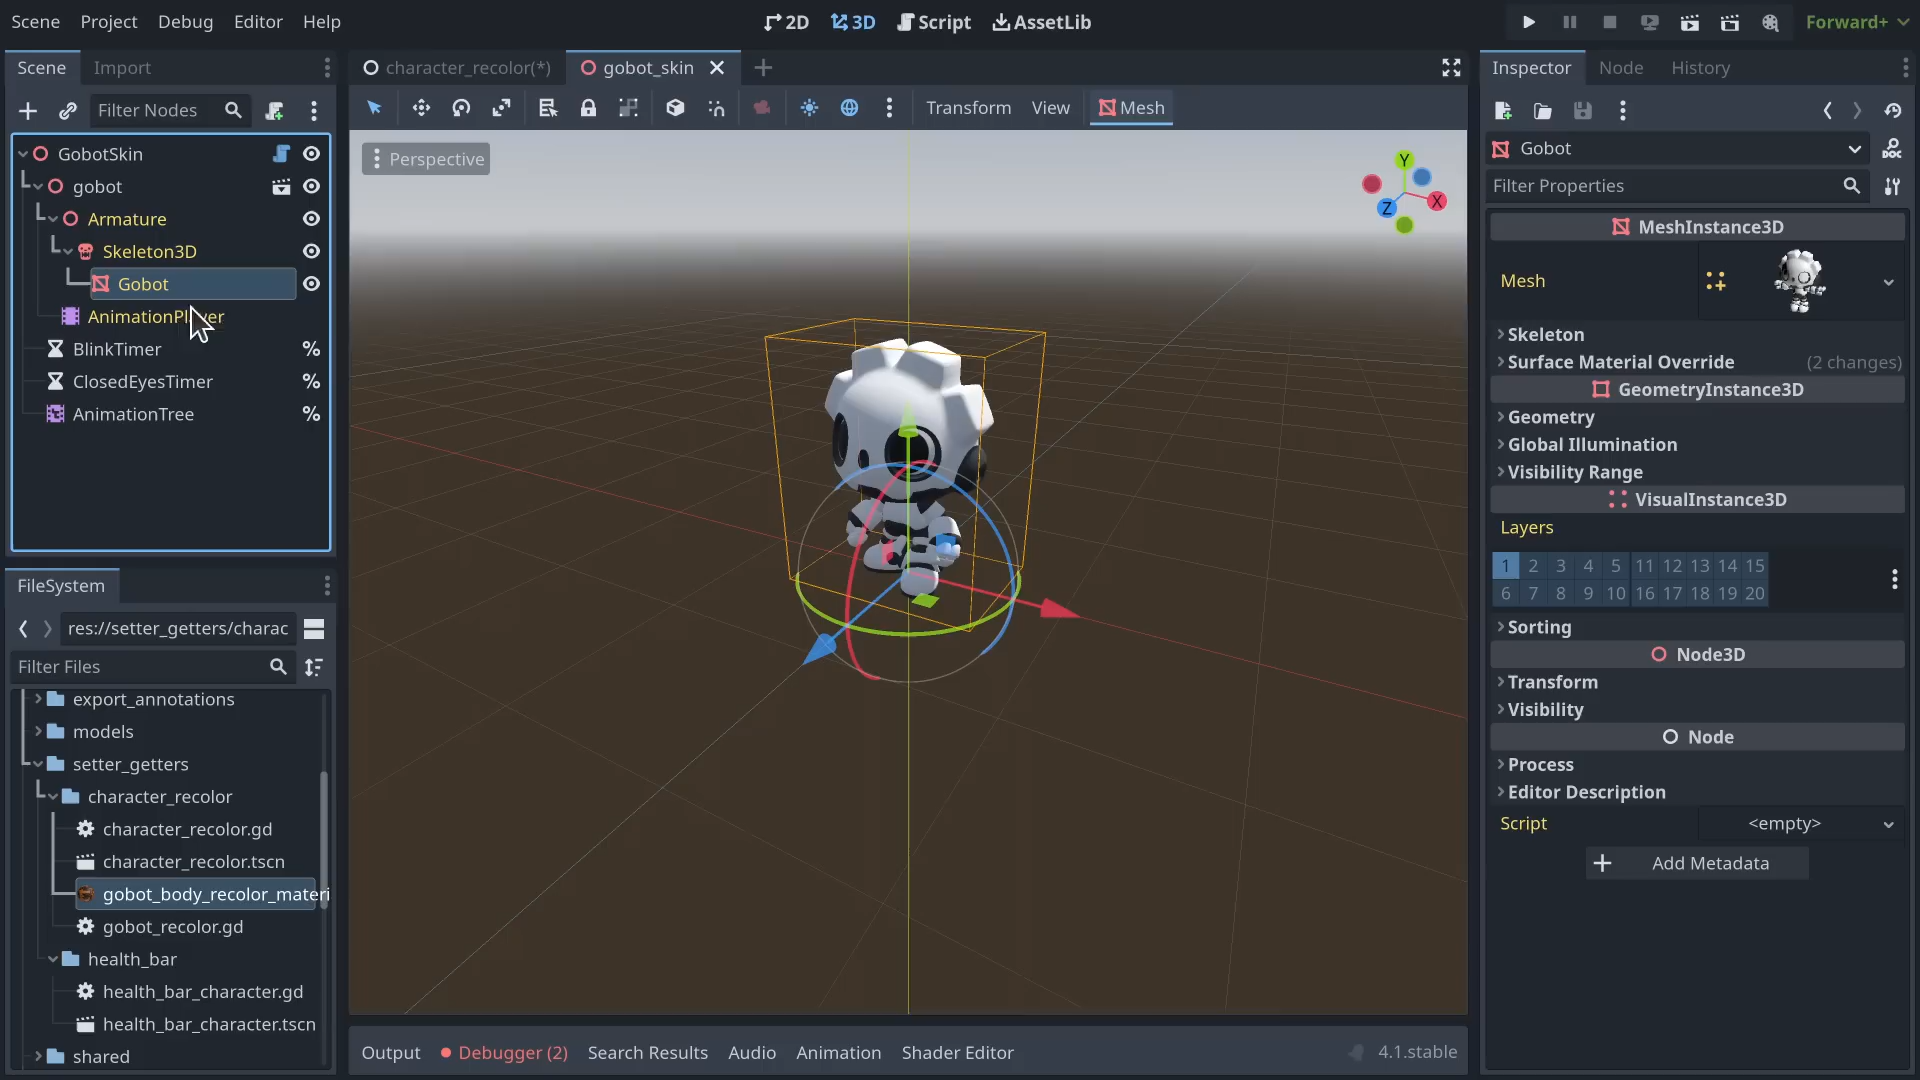 Scene Project Debug Editor Help
2D 3D Script AssetLib
Forward+
Scene Import
Filter Nodes
GobotSkin
gobot
Armature
Skeleton3D
Gobot
AnimationPlayer
BlinkTimer %
ClosedEyesTimer %
AnimationTree %
FileSystem
res://setter_getters/charac
Filter Files
export_annotations
models
setter_getters
character_recolor
character_recolor.gd
character_recolor.tscn
gobot_body_recolor_materi
gobot_recolor.gd
health_bar
health_bar_character.gd
health_bar_character.tscn
shared
character_recolor(*) gobot_skin
Transform View Mesh
Perspective
Y
X
Z
Output Debugger (2) Search Results Audio Animation Shader Editor 4.1.stable
Inspector Node History
Gobot
DOC
Filter Properties
MeshInstance3D
Mesh
Skeleton
Surface Material Override (2 changes)
GeometryInstance3D
Geometry
Global Illumination
Visibility Range
VisualInstance3D
Layers
1 2 3 4 5 11 12 13 14 15
6 7 8 9 10 16 17 18 19 20
Sorting
Node3D
Transform
Visibility
Node
Process
Editor Description
Script <empty>
Add Metadata